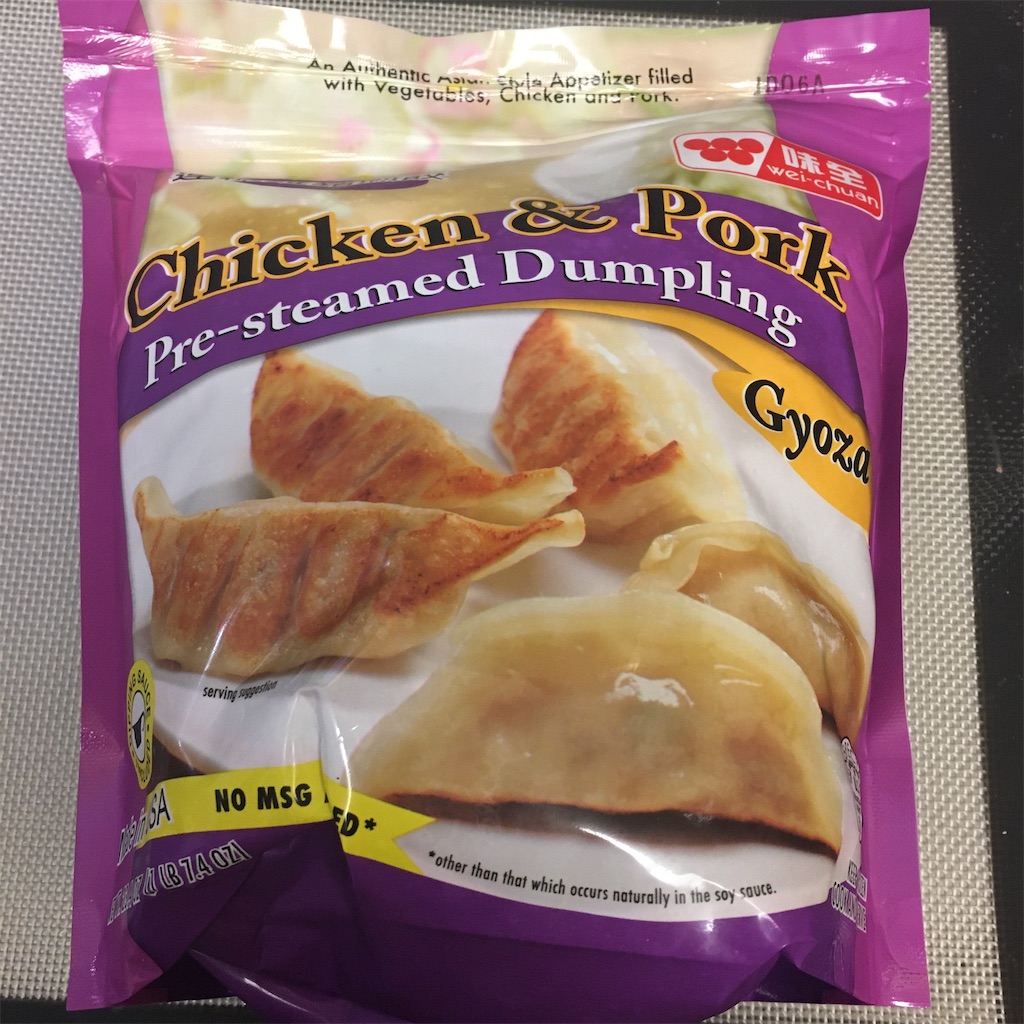 An Authentic Asian Style Appetizer filled
with Vegetables, Chicken and Pork.
味全
wei-chuan
Chicken & Pork
Pre-steamed Dumpling
Gyoza
serving suggestion
NO MSG
ED*
*other than that which occurs naturally in the soy sauce.